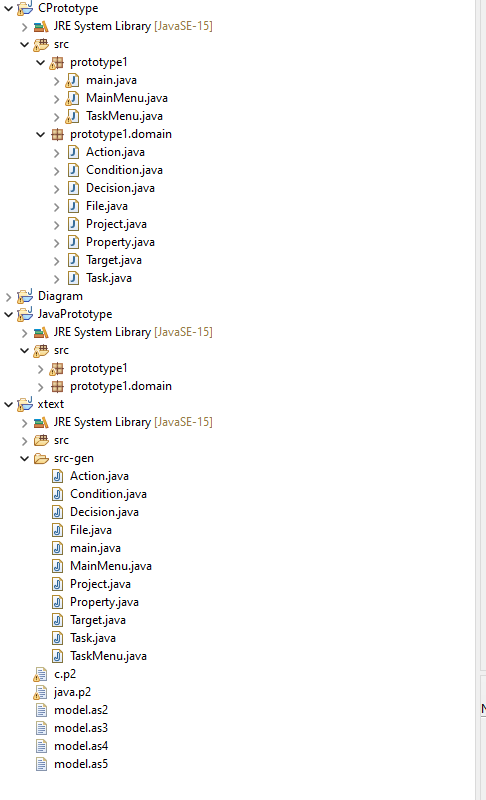 CPrototype
JRE System Library [JavaSE-15]
src
prototype1
main.java
MainMenu.java
TaskMenu.java
prototype1.domain
Action.java
Condition.java
Decision.java
File.java
Project.java
Property.java
Target.java
Task.java
Diagram
JavaPrototype
JRE System Library [JavaSE-15]
src
prototype1
prototype1.domain
xtext
JRE System Library [JavaSE-15]
src
src-gen
Action.java
Condition.java
Decision.java
File.java
main.java
MainMenu.java
Project.java
Property.java
Target.java
Task.java
TaskMenu.java
c.p2
java.p2
model.as2
model.as3
model.as4
model.as5